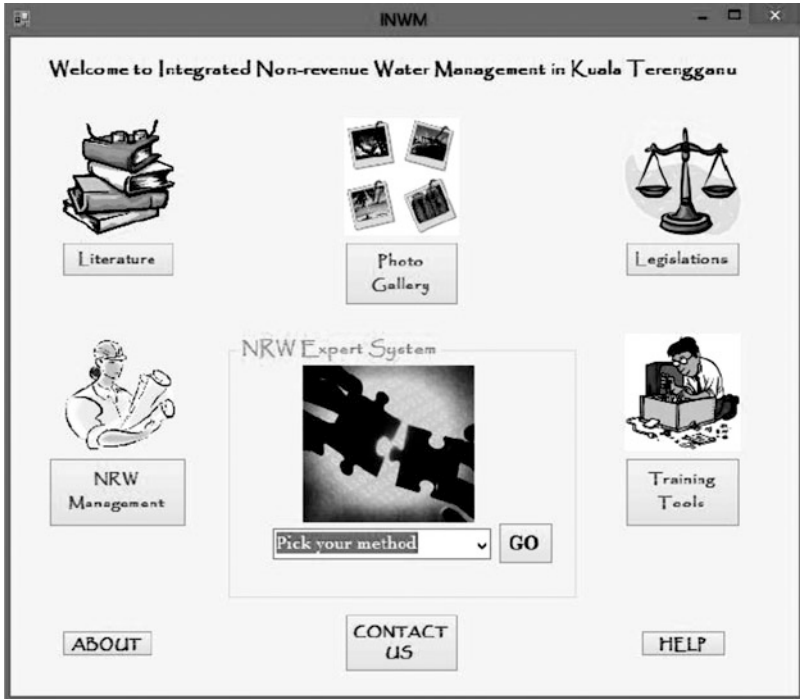 INWM
Welcome to Integrated Non-revenue Water Management in Kuala Terengganu
Literature
Photo
Gallery
Legislations
NRW Expert System
NRW
Management
Pick your method
GO
Training
Tools
ABOUT
CONTACT
US
HELP